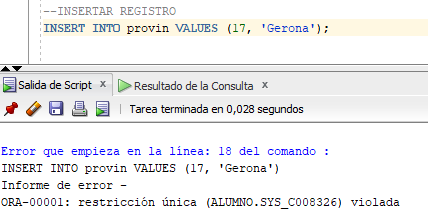 --INSERTAR REGISTRO
INSERT INTO provin VALUES (17, 'Gerona');
Salida de Script x
Resultado de la Consulta x
Tarea terminada en 0,028 segundos
Error que empieza en la línea: 18 del comando :
INSERT INTO provin VALUES (17, 'Gerona')
Informe de error -
ORA-00001: restricción única (ALUMNO.SYS_C008326) violada